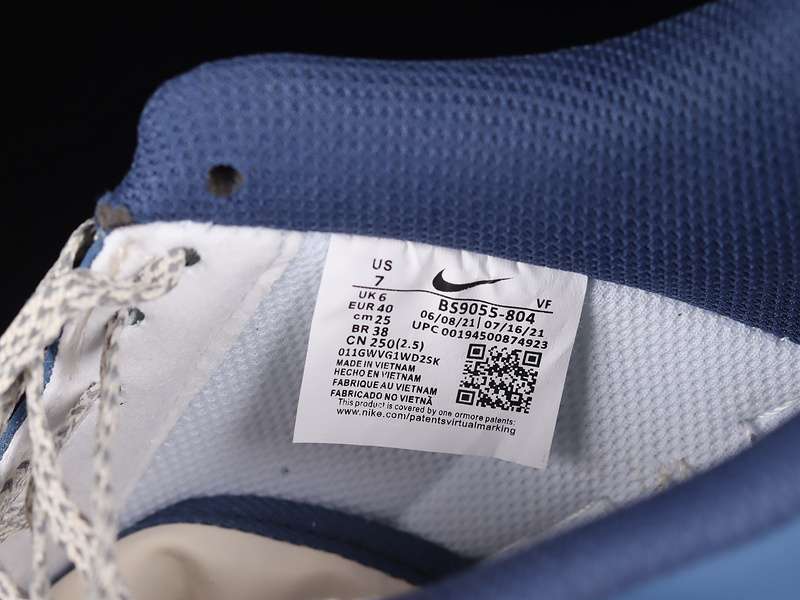 US
7
UK 6
EUR 40
cm 25
BR 38
CN 250(2.5)
VF
BS9055-804
06/08/21 | 07/16/21
UPC 00194500874923
011GWVG1WD2SK
MADE IN VIETNAM
HECHO EN VIETNAM
FABRIQUE AU VIETNAM
FABRICADO NO VIETNÃ
This product is covered by one ormore patents:
www.nike.com/patentsvirtualmarking